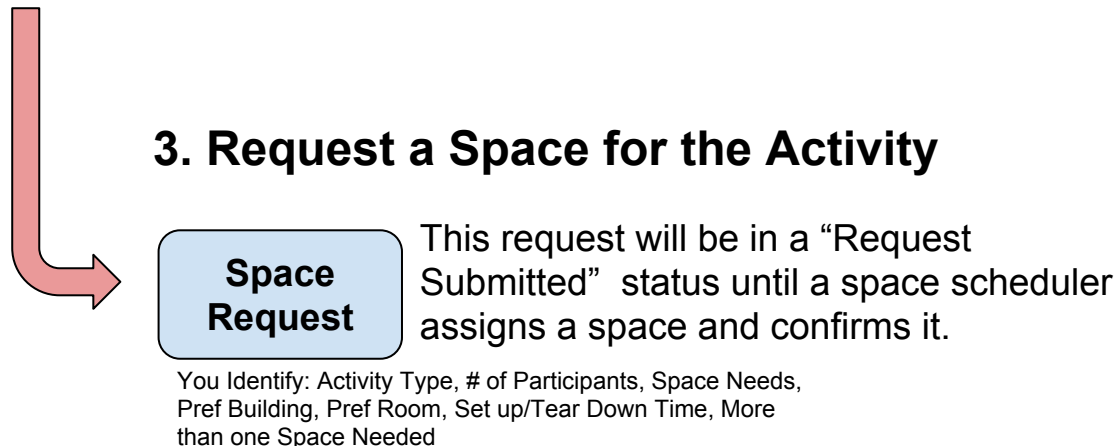 3. Request a Space for the Activity
Space
Request
This request will be in a “Request
Submitted”  status until a space scheduler
assigns a space and confirms it.
You Identify: Activity Type, # of Participants, Space Needs,
Pref Building, Pref Room, Set up/Tear Down Time, More
than one Space Needed